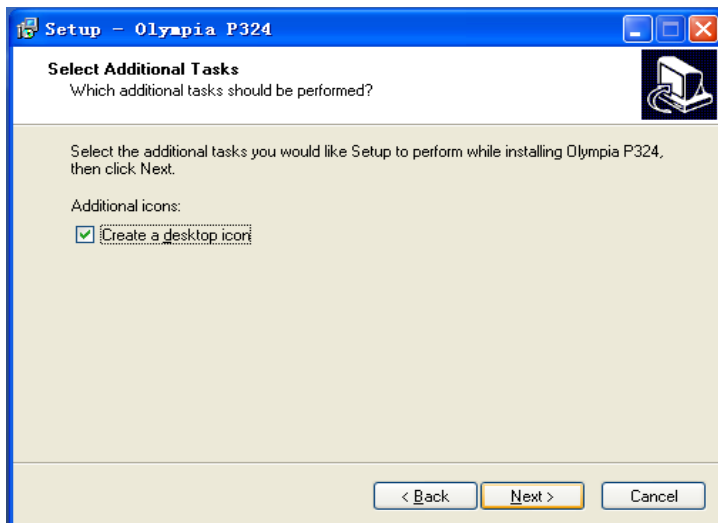 Setup - Olympia P324
Select Additional Tasks
Which additional tasks should be performed?
Select the additional tasks you would like Setup to perform while installing Olympia P324,
then click Next.
Additional icons:
Create a desktop icon
< Back
Next >
Cancel